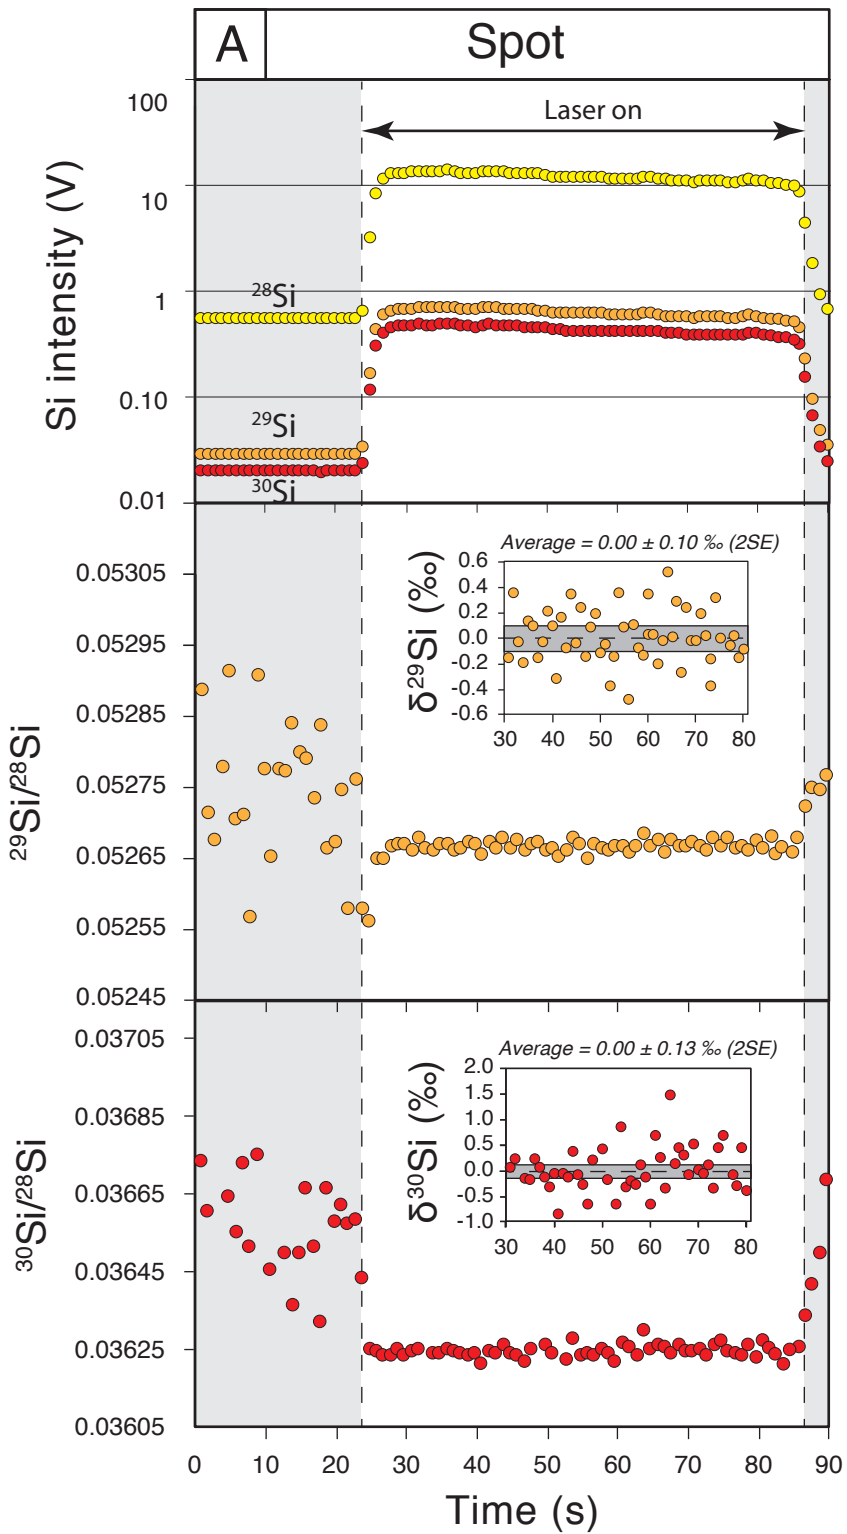 A
Spot
Laser on
Si intensity (V)
100
10
1
0.10
0.01
²⁸Si
²⁹Si
³⁰Si
²⁹Si/²⁸Si
0.05305
0.05295
0.05285
0.05275
0.05265
0.05255
0.05245
Average = 0.00 ± 0.10 ‰ (2SE)
δ²⁹Si (‰)
0.6
0.4
0.2
0.0
-0.2
-0.4
-0.6
30 40 50 60 70 80
³⁰Si/²⁸Si
0.03705
0.03685
0.03665
0.03645
0.03625
0.03605
Average = 0.00 ± 0.13 ‰ (2SE)
δ³⁰Si (‰)
2.0
1.5
1.0
0.5
0.0
-0.5
-1.0
30 40 50 60 70 80
0 10 20 30 40 50 60 70 80 90
Time (s)